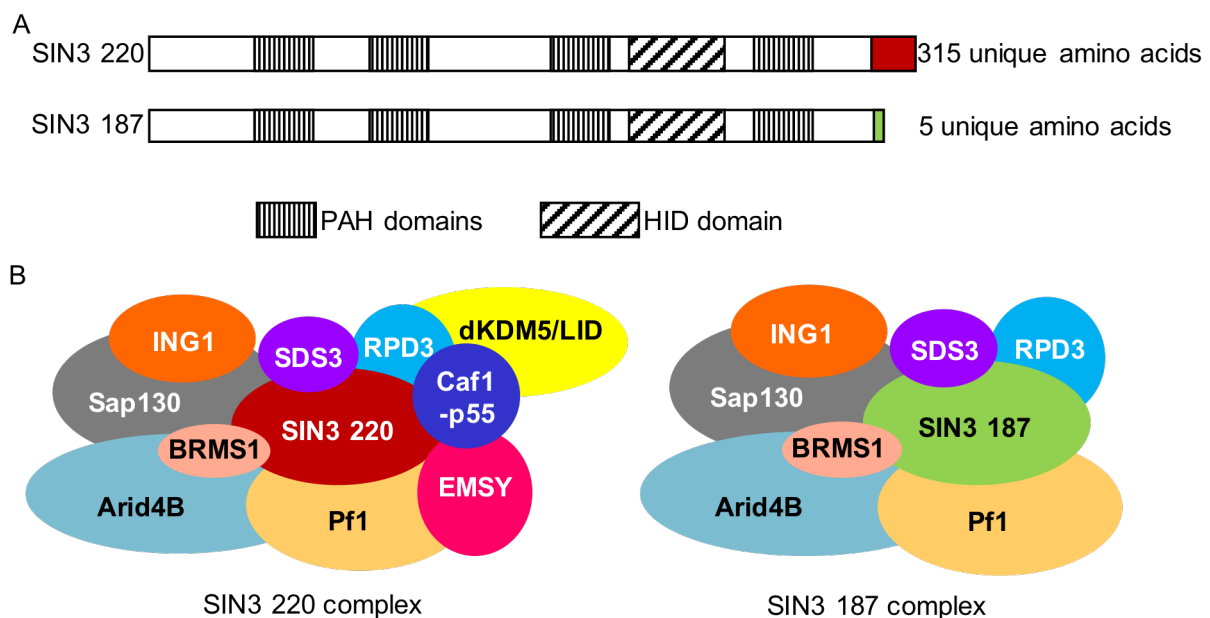 A
SIN3 220
315 unique amino acids
SIN3 187
5 unique amino acids
PAH domains
HID domain
B
ING1
SDS3
RPD3
dKDM5/LID
Sap130
Caf1
-p55
SIN3 220
BRMS1
Arid4B
Pf1
EMSY
SIN3 220 complex
ING1
SDS3
RPD3
Sap130
SIN3 187
BRMS1
Arid4B
Pf1
SIN3 187 complex